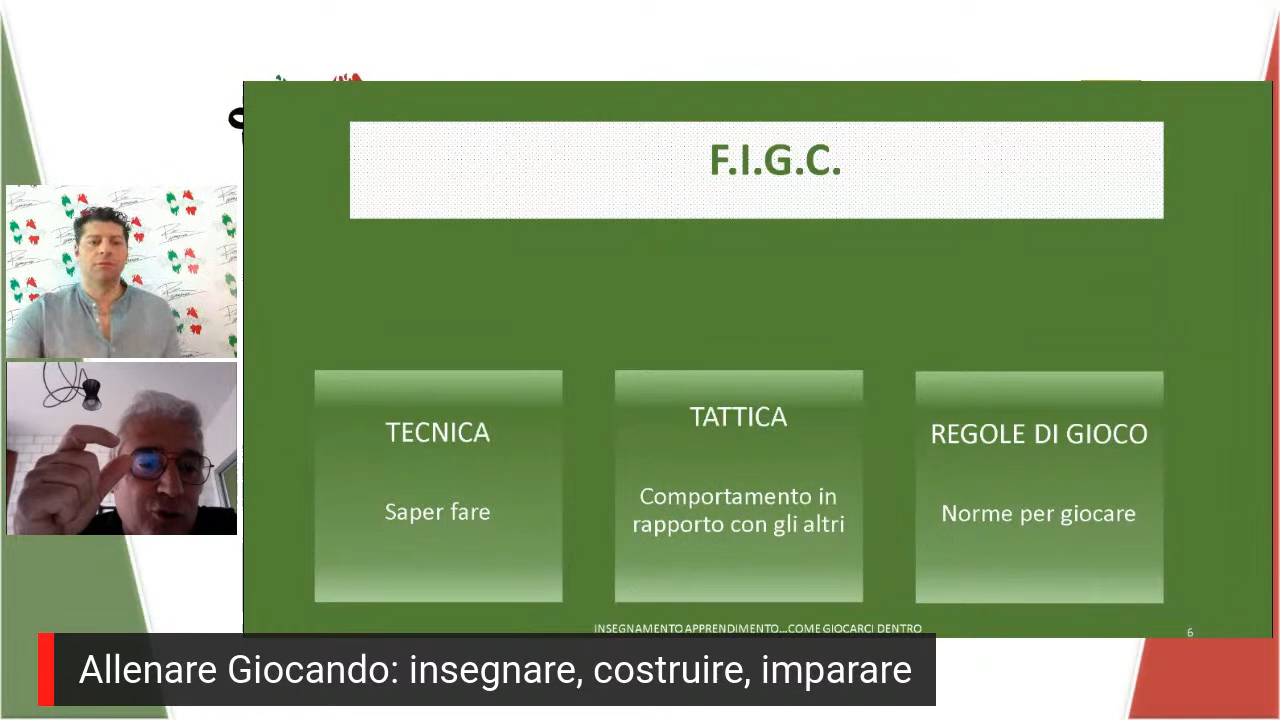 F.I.G.C.
TECNICA
Saper fare
TATTICA
Comportamento in
rapporto con gli altri
REGOLE DI GIOCO
Norme per giocare
INSEGNAMENTO APPRENDIMENTO...COME GIOCARCI DENTRO
6
Allenare Giocando: insegnare, costruire, imparare